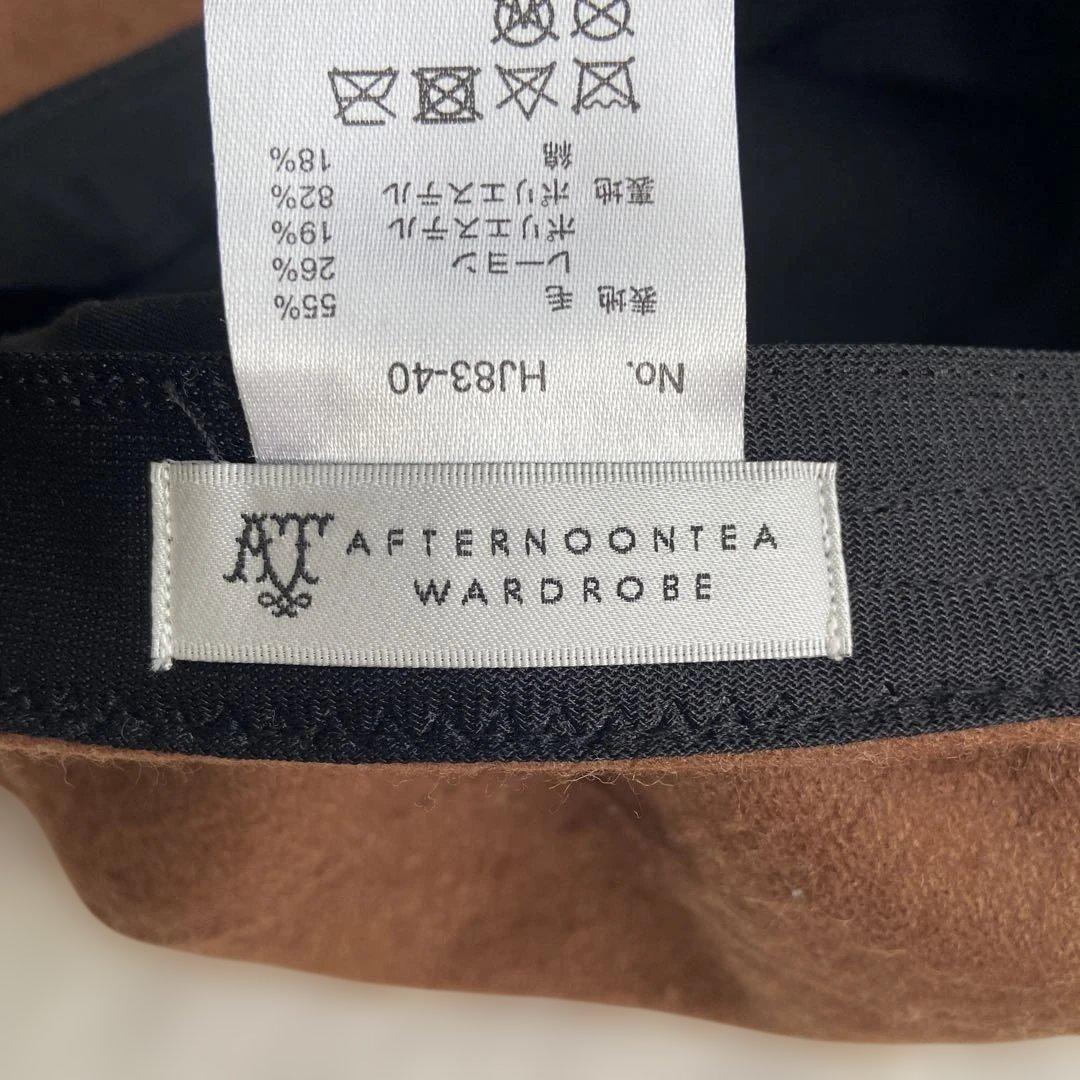 No. HJ83-40
表地 毛 55%
レーヨン 26%
ポリエステル 19%
裏地 ポリエステル 82%
綿 18%
AT AFTERNOONTEA
WARDROBE